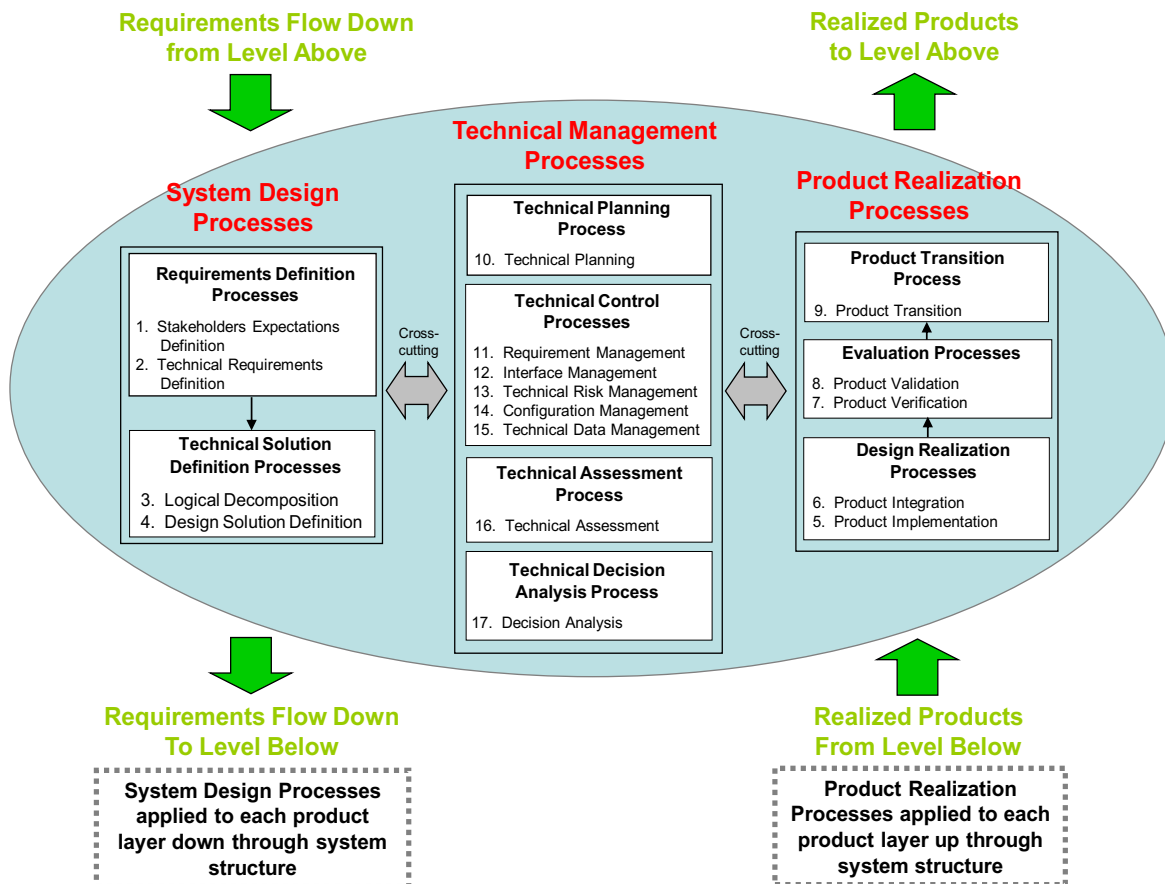 Requirements Flow Down
from Level Above
Realized Products
to Level Above
Technical Management
Processes
System Design
Processes
Product Realization
Processes
Requirements Definition
Processes
1. Stakeholders Expectations
Definition
2. Technical Requirements
Definition
Technical Solution
Definition Processes
3. Logical Decomposition
4. Design Solution Definition
Cross-
cutting
Technical Planning
Process
10. Technical Planning
Technical Control
Processes
11. Requirement Management
12. Interface Management
13. Technical Risk Management
14. Configuration Management
15. Technical Data Management
Technical Assessment
Process
16. Technical Assessment
Technical Decision
Analysis Process
17. Decision Analysis
Cross-
cutting
Product Transition
Process
9. Product Transition
Evaluation Processes
8. Product Validation
7. Product Verification
Design Realization
Processes
6. Product Integration
5. Product Implementation
Requirements Flow Down
To Level Below
System Design Processes
applied to each product
layer down through system
structure
Realized Products
From Level Below
Product Realization
Processes applied to each
product layer up through
system structure